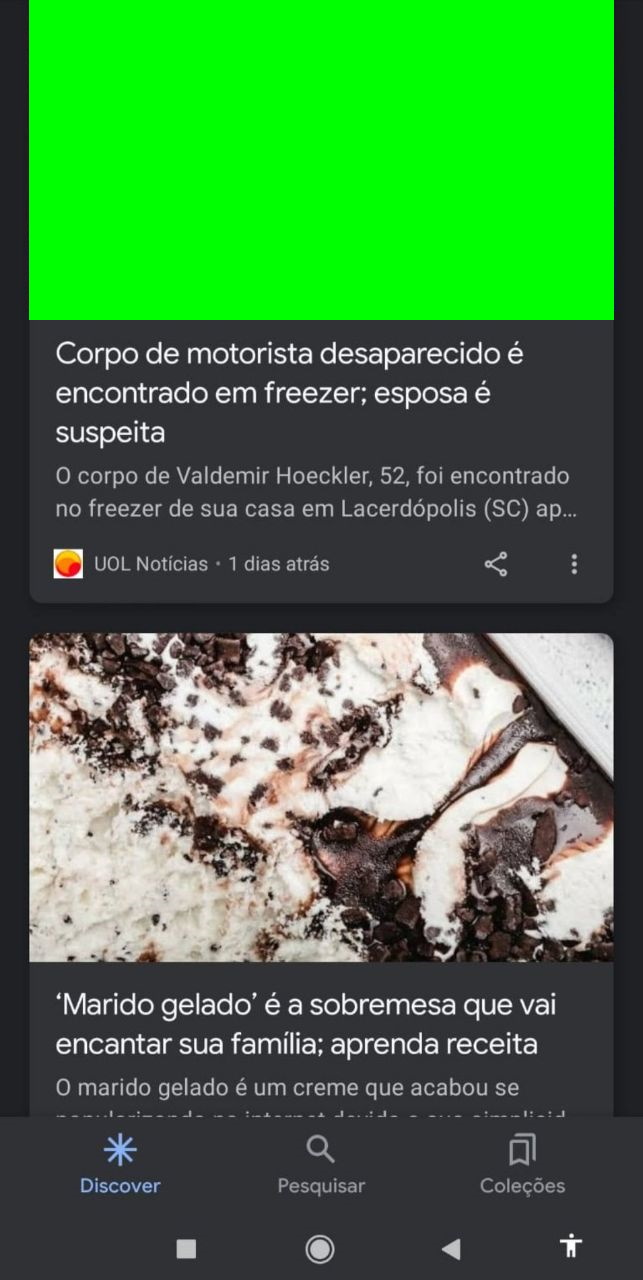 Corpo de motorista desaparecido é
encontrado em freezer; esposa é
suspeita
O corpo de Valdemir Hoeckler, 52, foi encontrado
no freezer de sua casa em Lacerdópolis (SC) ap...
UOL Notícias • 1 dias atrás
‘Marido gelado’ é a sobremesa que vai
encantar sua família; aprenda receita
O marido gelado é um creme que acabou se
Discover
Pesquisar
Coleções